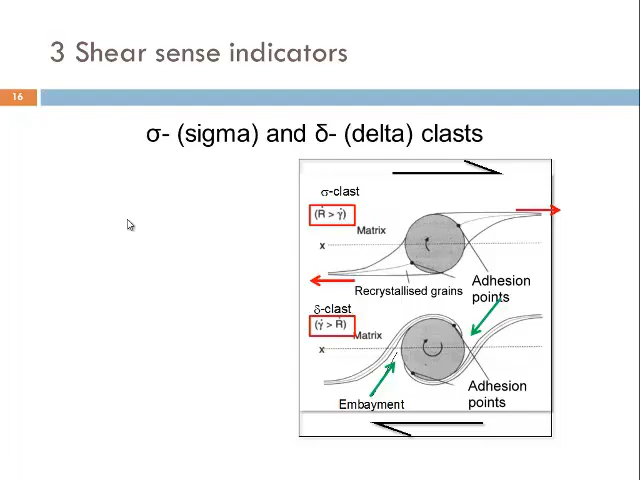 3 Shear sense indicators
16
σ- (sigma) and δ- (delta) clasts
σ-clast
(Ṙ > γ̇)
Matrix
x
Recrystallised grains
Adhesion
points
δ-clast
(γ̇ > Ṙ)
Matrix
x
Embayment
Adhesion
points